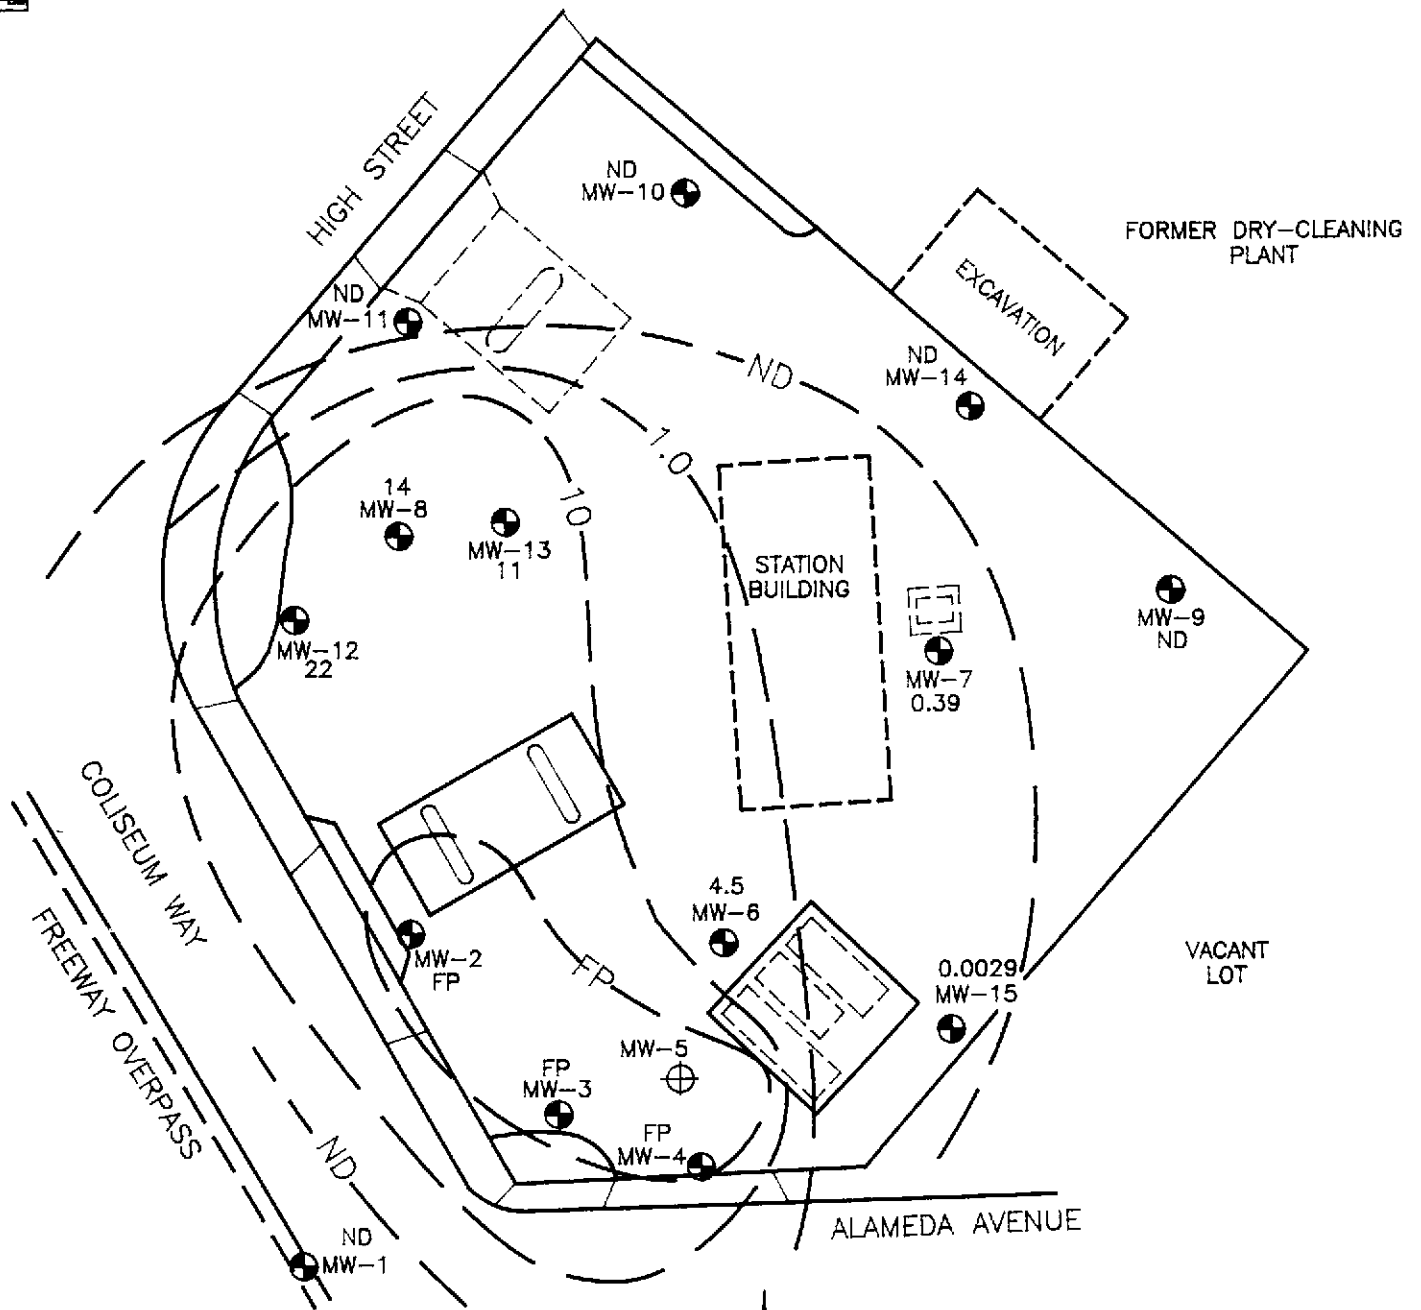 HIGH STREET
ND
MW-10
FORMER DRY-CLEANING
PLANT
EXCAVATION
ND
MW-11
ND
ND
MW-14
1.0
10
14
MW-8
MW-13
11
STATION
BUILDING
MW-9
ND
MW-12
22
MW-7
0.39
COLISEUM WAY
FREEWAY OVERPASS
4.5
MW-6
MW-2
FP
FP
0.0029
MW-15
VACANT
LOT
MW-5
FP
MW-3
FP
MW-4
ND
ND
MW-1
ALAMEDA AVENUE